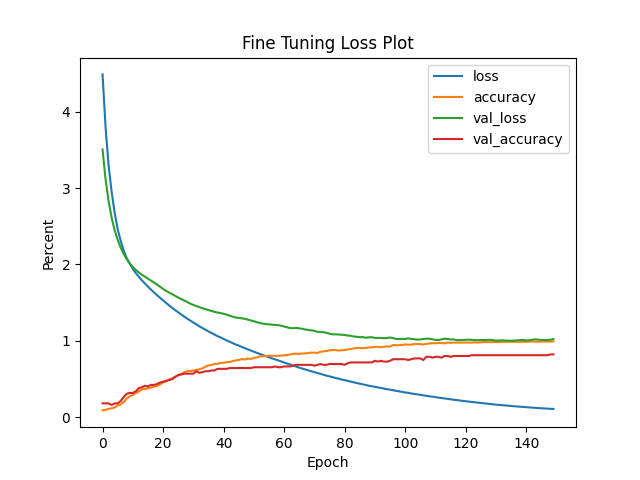 Fine Tuning Loss Plot
loss
accuracy
val_loss
val_accuracy
4
3
2
1
0
Percent
0 20 40 60 80 100 120 140
Epoch